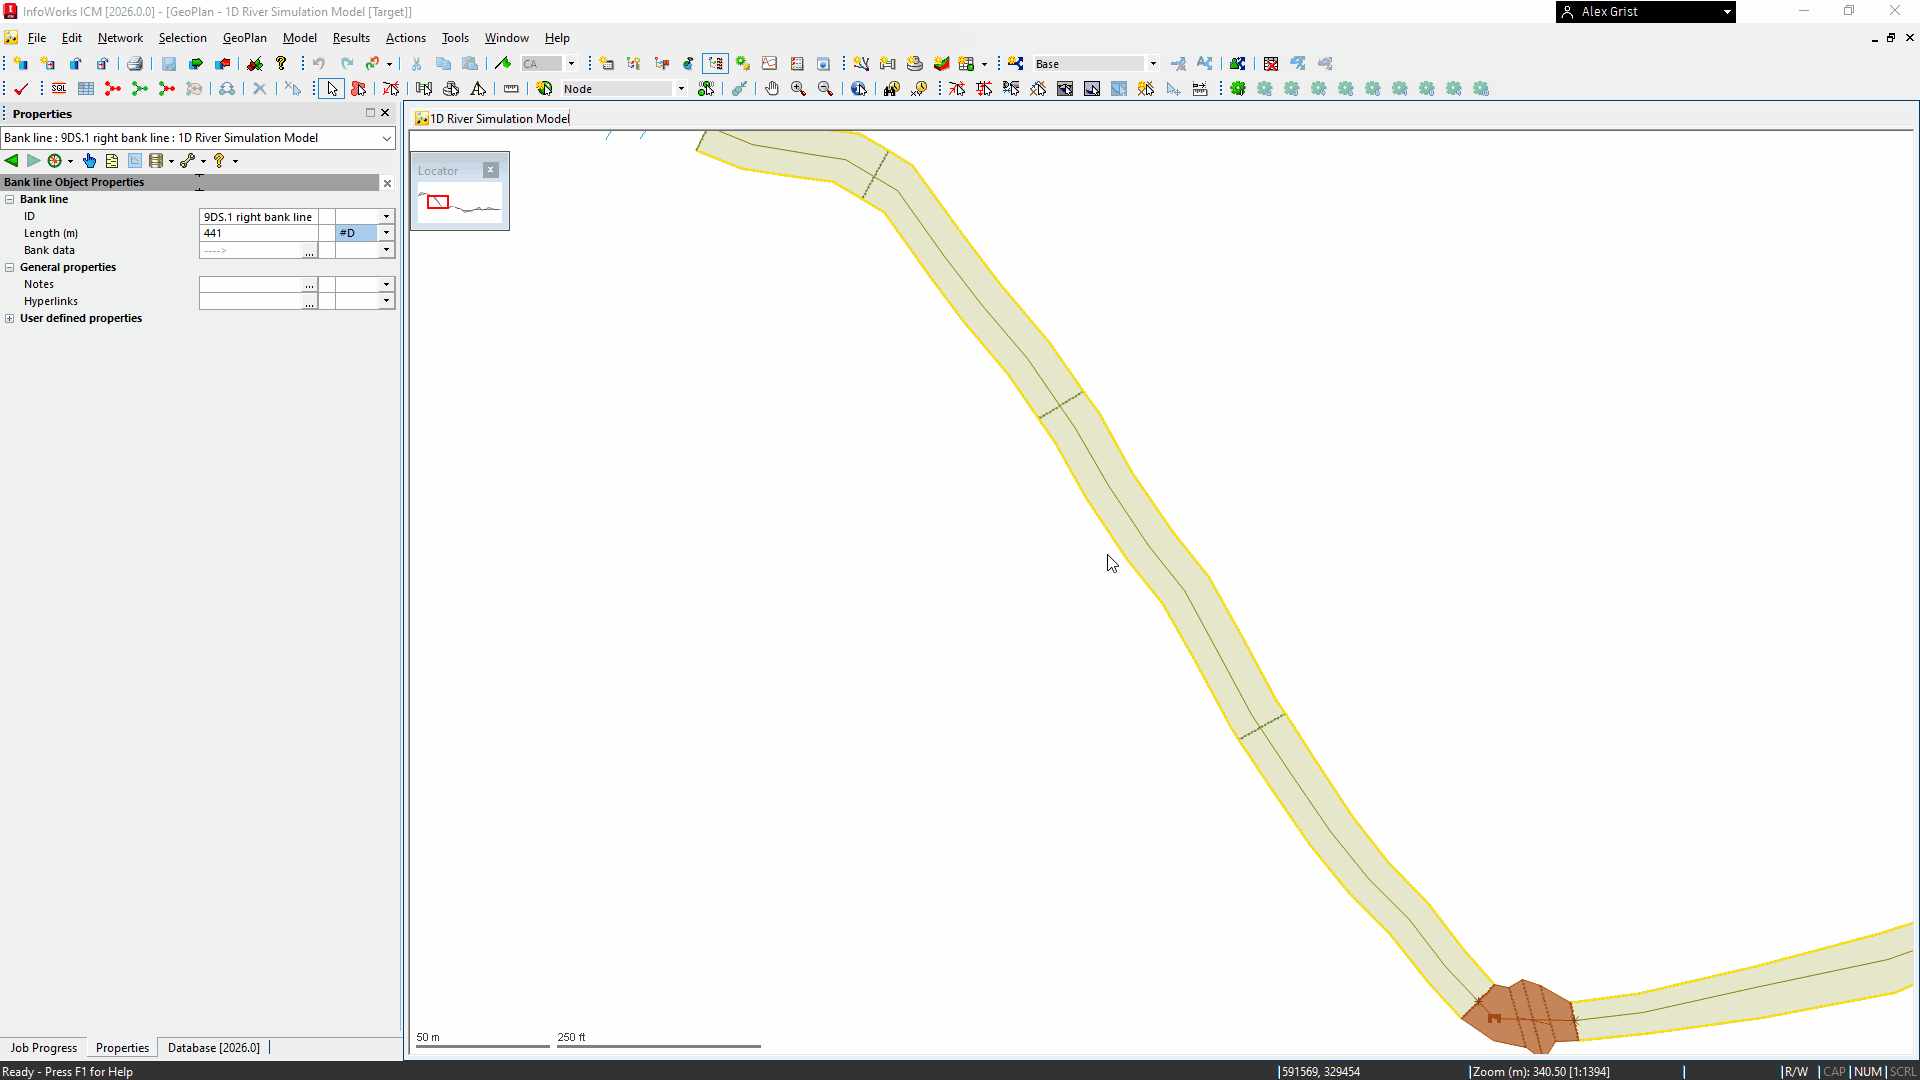 InfoWorks ICM [2026.0.0] - [GeoPlan - 1D River Simulation Model [Target]]
Alex Grist
File Edit Network Selection GeoPlan Model Results Actions Tools Window Help
CA
Base
SQL
Node
Properties
1D River Simulation Model
Bank line : 9DS.1 right bank line : 1D River Simulation Model
Locator
Bank line Object Properties
Bank line
ID 9DS.1 right bank line
Length (m) 441 #D
Bank data ----> ...
General properties
Notes ...
Hyperlinks ...
User defined properties
50 m 250 ft
Job Progress Properties Database [2026.0]
Ready - Press F1 for Help
591569, 329454
Zoom (m): 340.50 [1:1394]
R/W CAP NUM SCRL